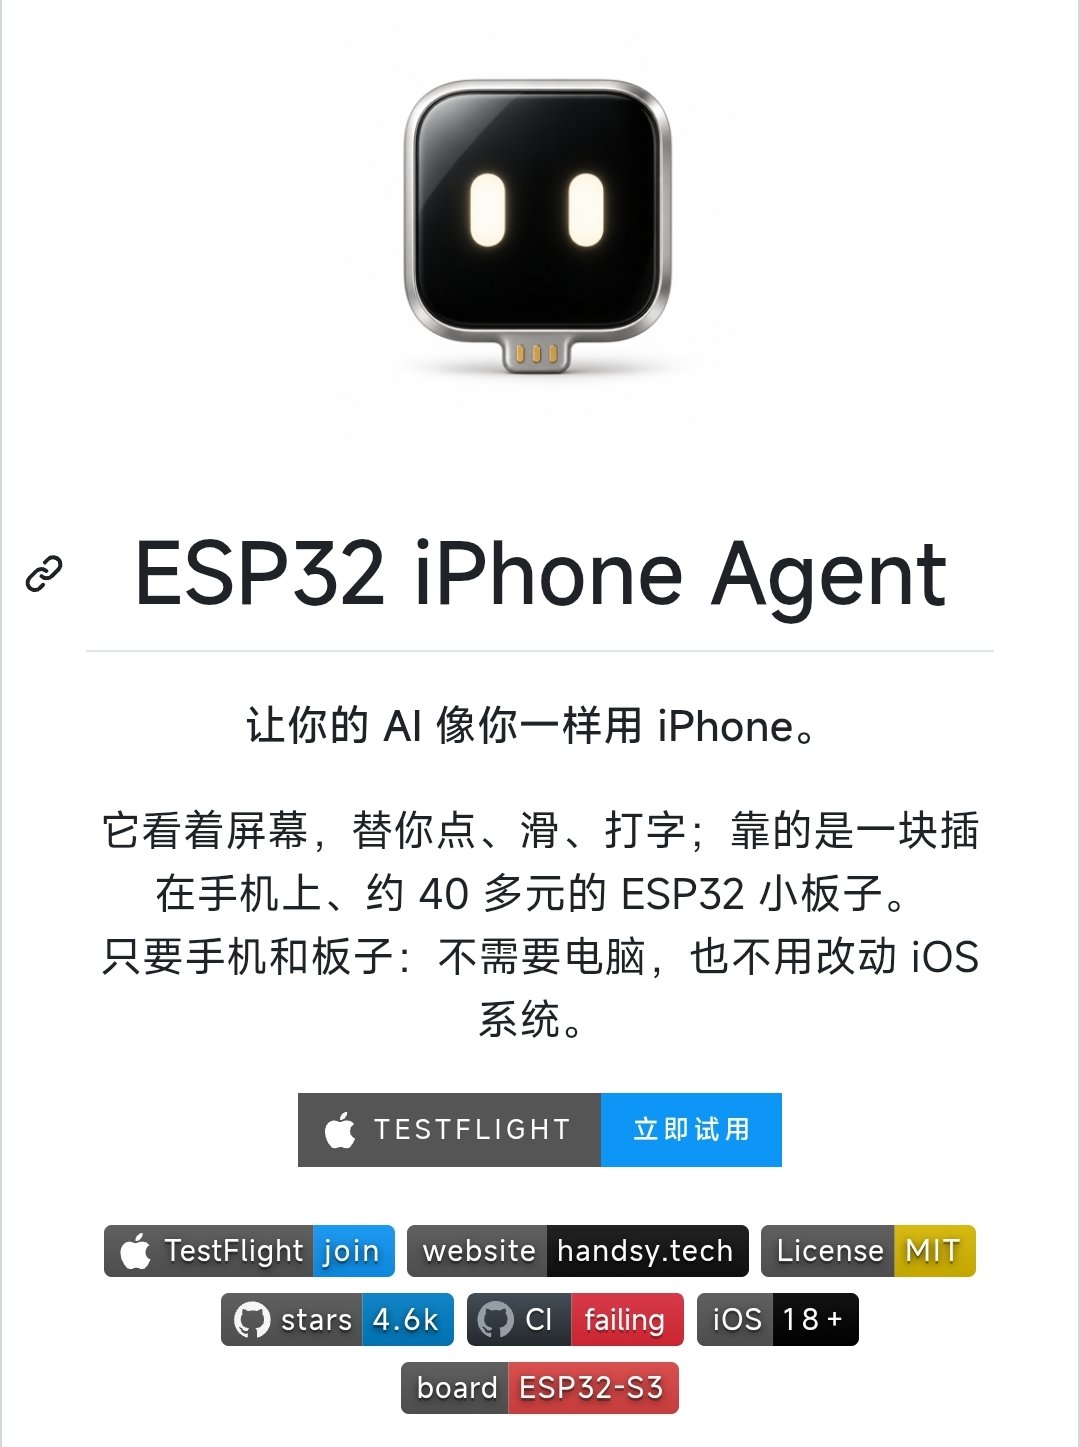 ESP32 iPhone Agent
让你的 AI 像你一样用 iPhone。
它看着屏幕，替你点、滑、打字；靠的是一块插
在手机上、约 40 多元的 ESP32 小板子。
只要手机和板子：不需要电脑，也不用改动 iOS
系统。
TESTFLIGHT 立即试用
TestFlight join website handsy.tech License MIT
stars 4.6k CI failing iOS 18+
board ESP32-S3